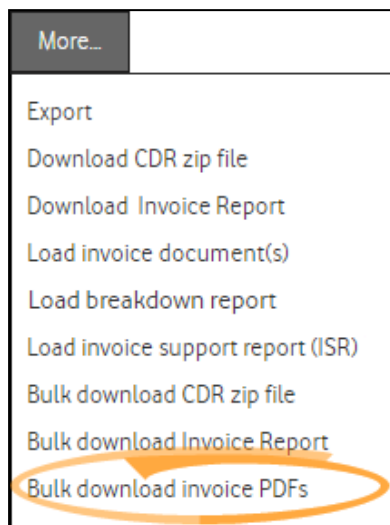 More...
Export
Download CDR zip file
Download Invoice Report
Load invoice document(s)
Load breakdown report
Load invoice support report (ISR)
Bulk download CDR zip file
Bulk download Invoice Report
Bulk download invoice PDFs